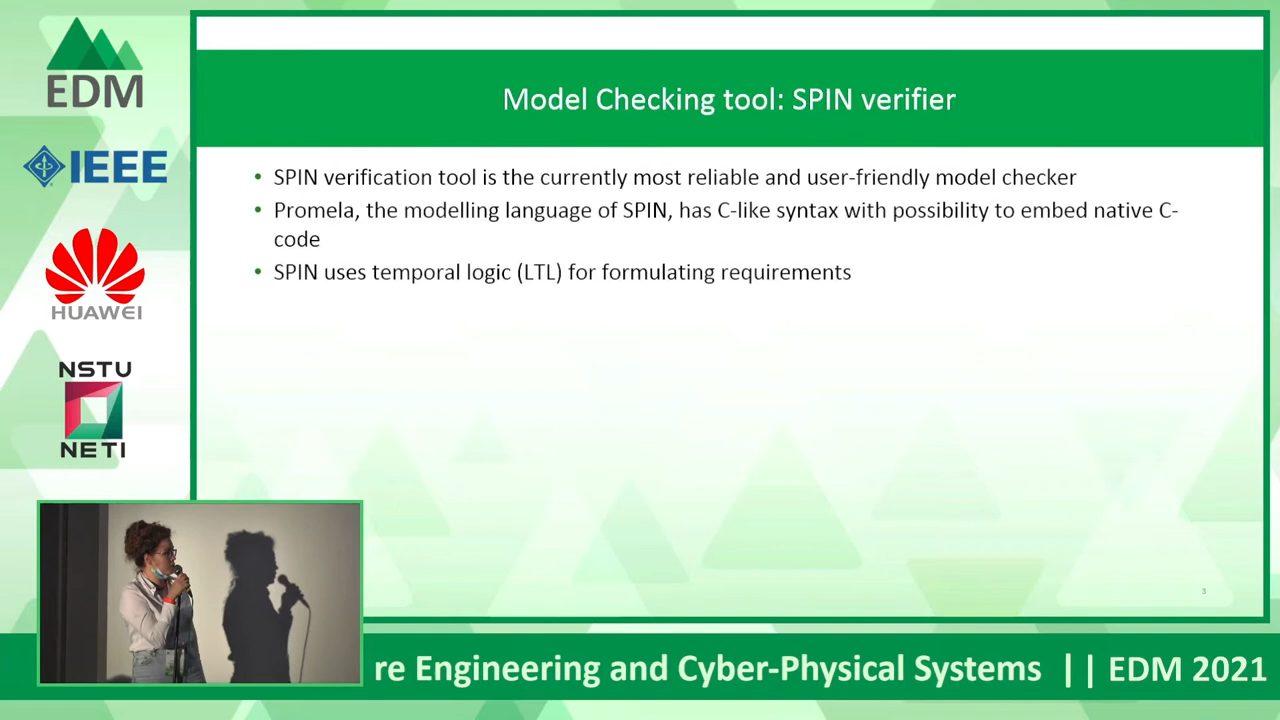 EDM
IEEE
HUAWEI
NSTU
NETI
Model Checking tool: SPIN verifier
• SPIN verification tool is the currently most reliable and user-friendly model checker
• Promela, the modelling language of SPIN, has C-like syntax with possibility to embed native C-
code
• SPIN uses temporal logic (LTL) for formulating requirements
3
re Engineering and Cyber-Physical Systems || EDM 2021